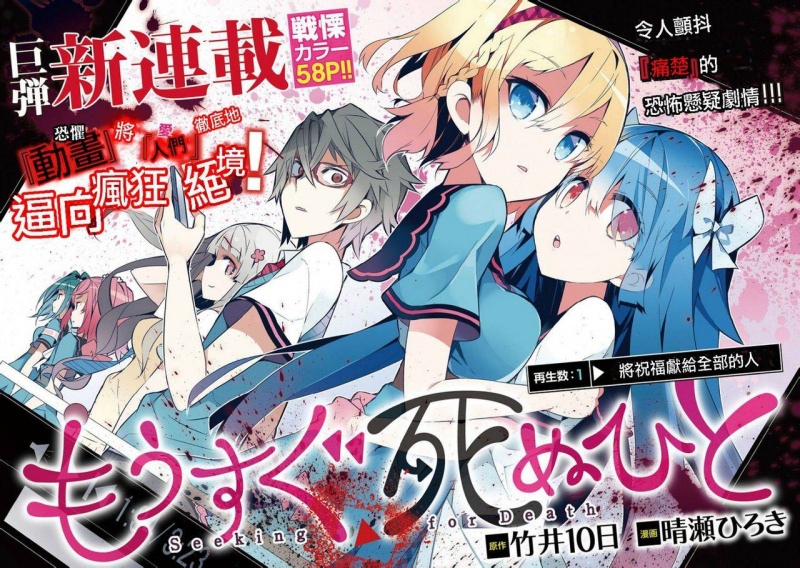 巨弾新連載
戦慄
カラー
58P!!
令人顫抖
『痛楚』的
恐怖懸疑劇情!!!
恐懼 愛
『動畫』將『人們』徹底地
逼向瘋狂絕境!
再生数:1 ▶ 將祝福獻給全部的人
もうすぐ死ぬひと
Seeking for Death
原作 竹井10日 漫画 晴瀬ひろき